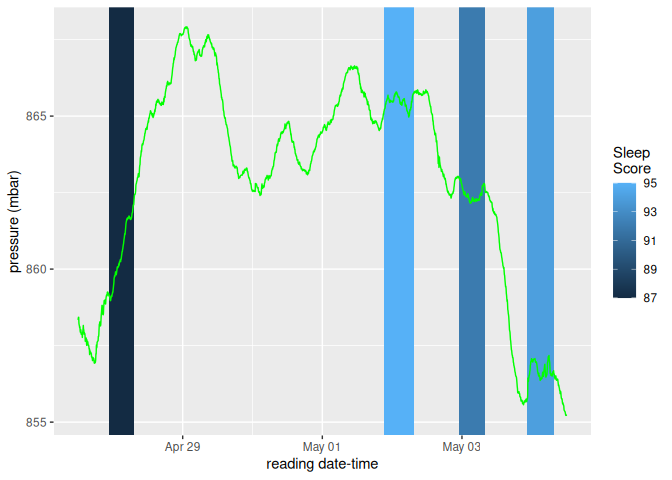 865
860
855
pressure (mbar)
Apr 29
May 01
May 03
reading date-time
Sleep
Score
95
93
91
89
87